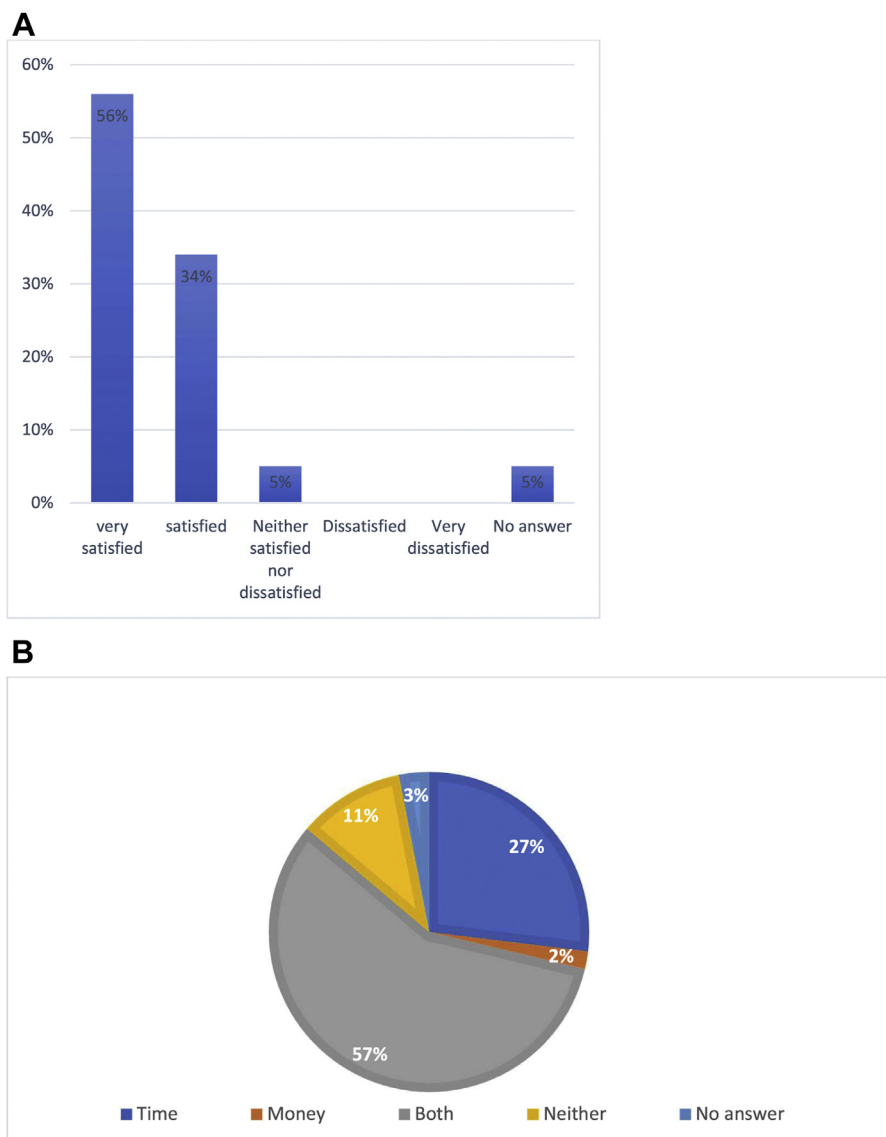 A
60%
56%
50%
40%
34%
30%
20%
10%
5%
5%
0%
very
satisfied
satisfied
Neither
satisfied
nor
dissatisfied
Dissatisfied
Very
dissatisfied
No answer
B
3%
11%
27%
2%
57%
Time Money Both Neither No answer